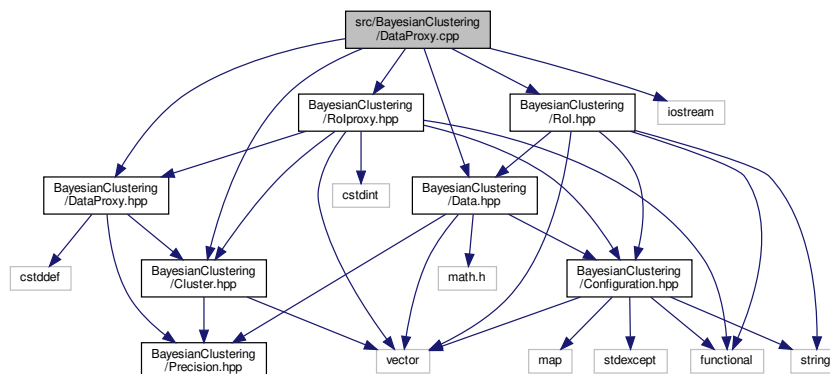 src/BayesianClustering
/DataProxy.cpp
BayesianClustering
/RoIproxy.hpp
BayesianClustering
/RoI.hpp
iostream
BayesianClustering
/DataProxy.hpp
cstdint
BayesianClustering
/Data.hpp
cstddef
BayesianClustering
/Cluster.hpp
math.h
BayesianClustering
/Configuration.hpp
BayesianClustering
/Precision.hpp
vector
map
stdexcept
functional
string